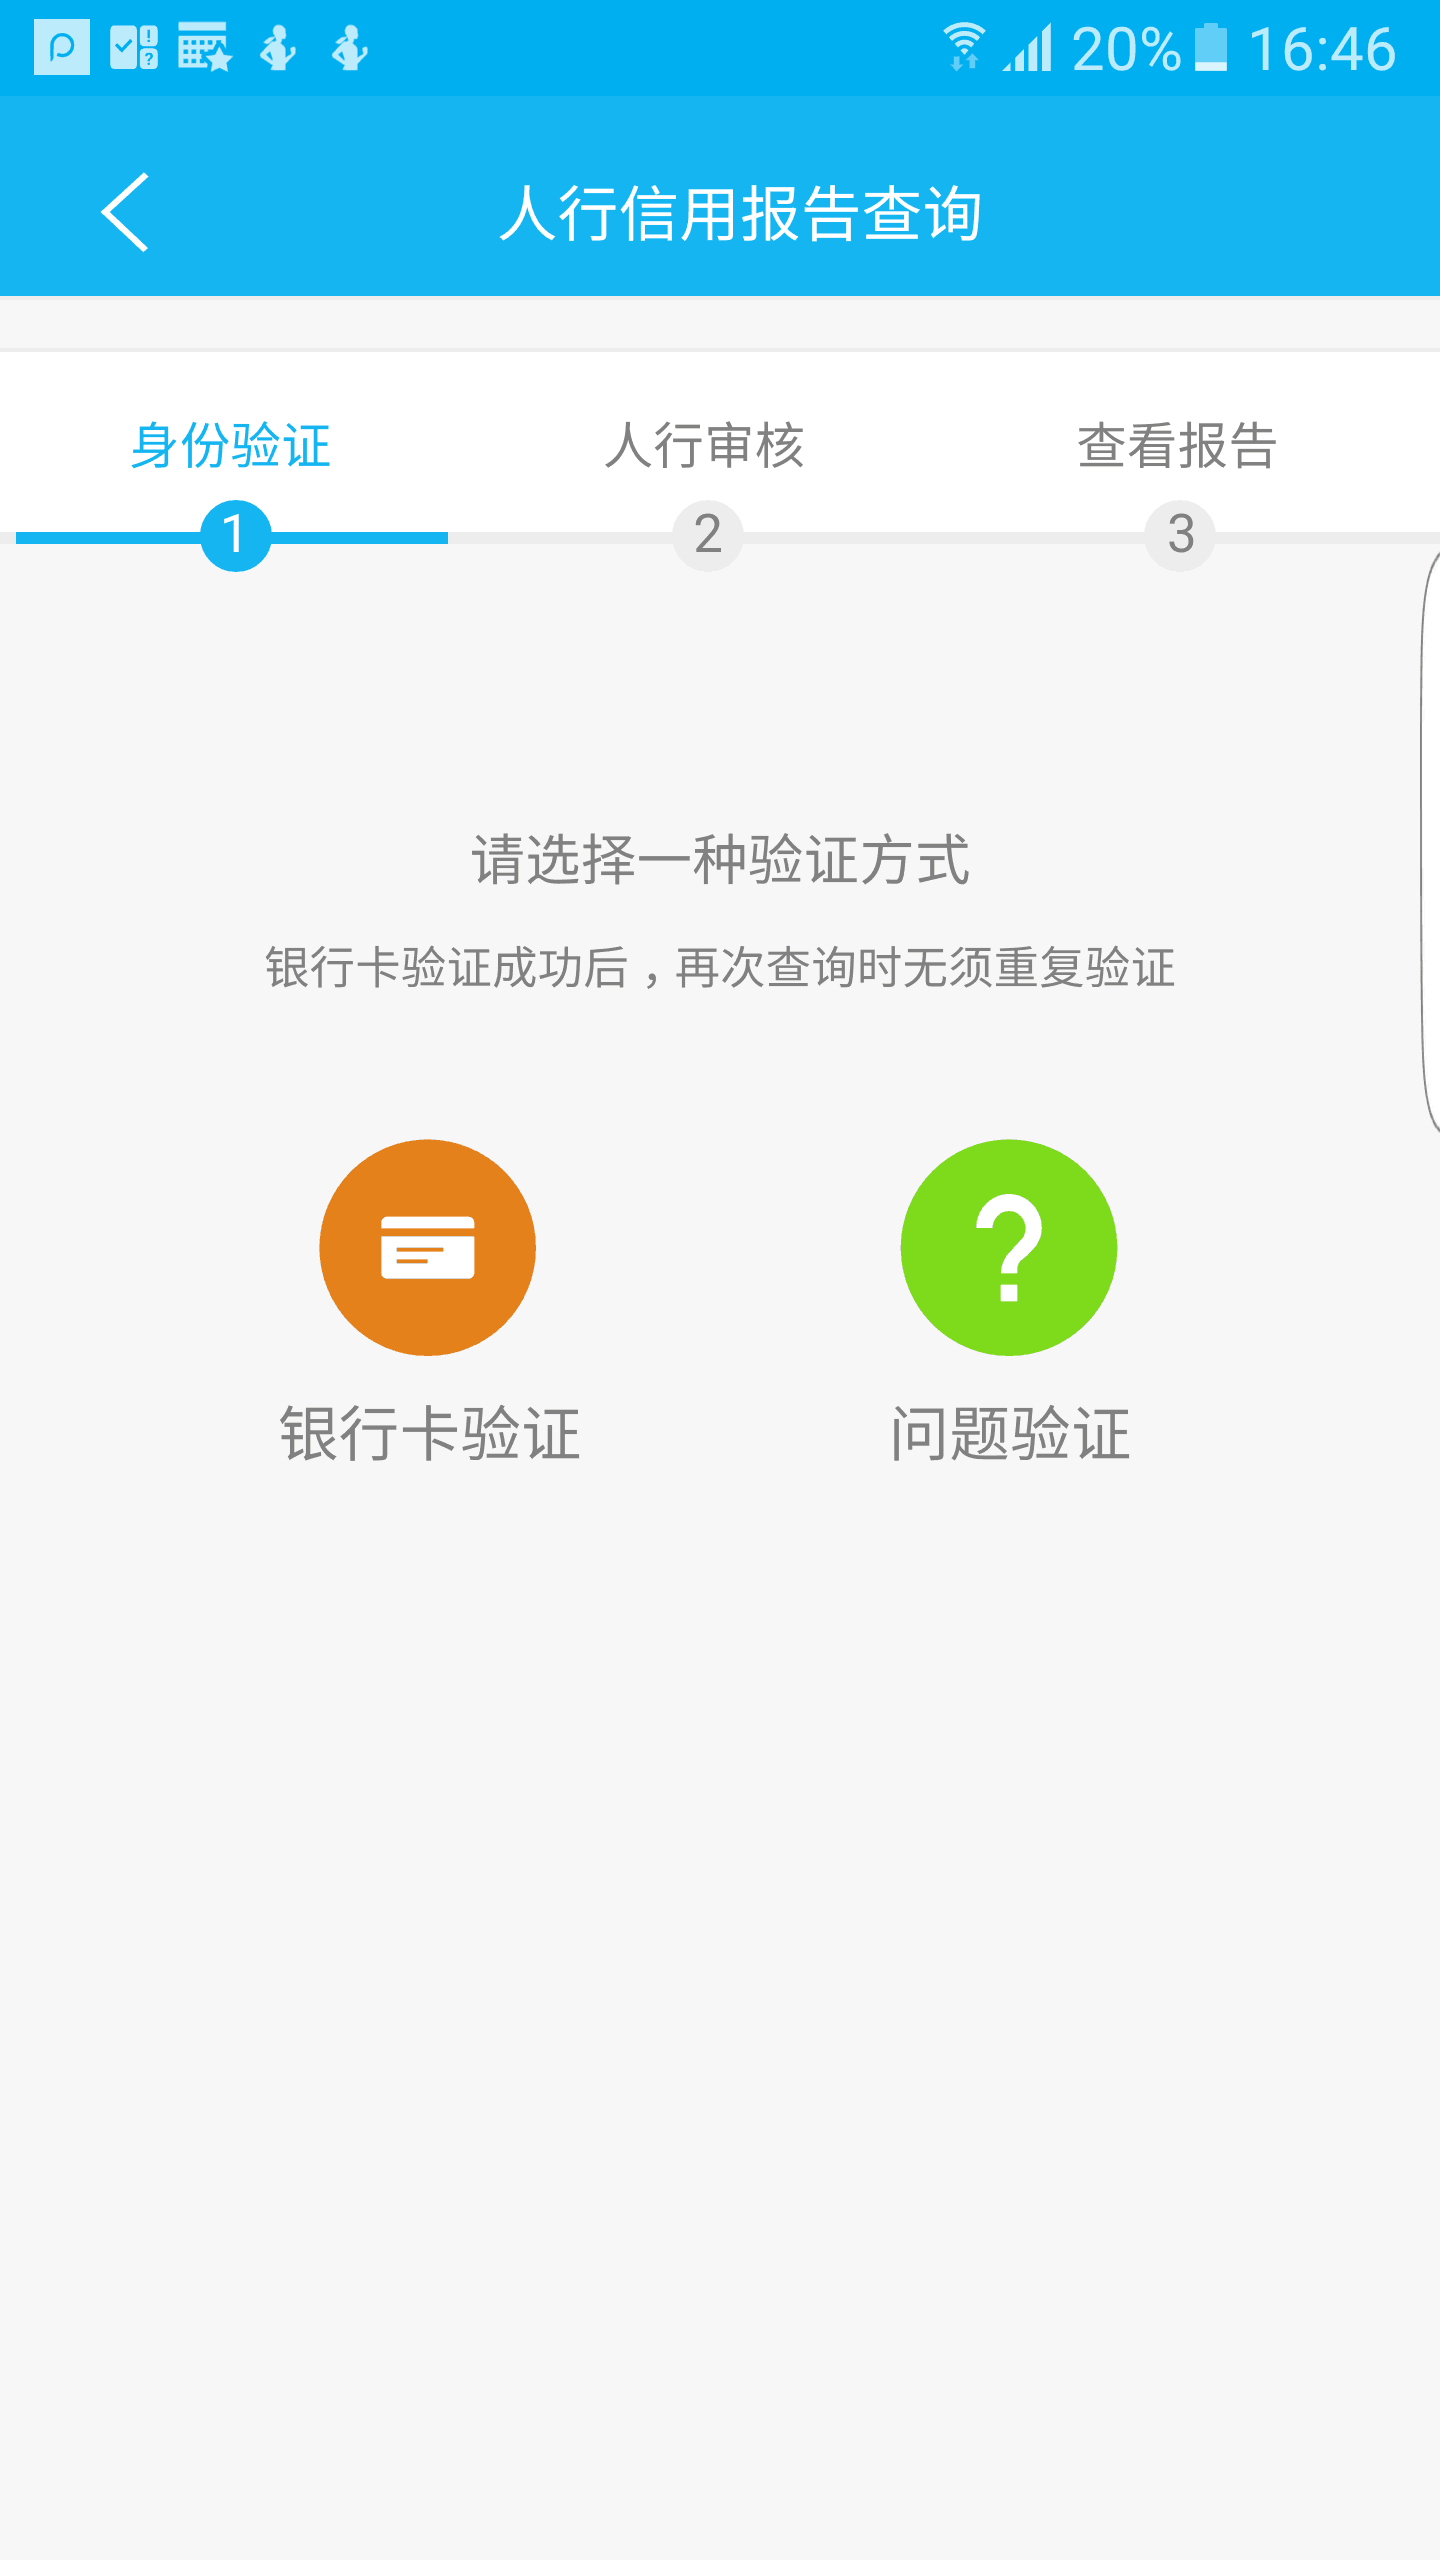 20% 16:46
人行信用报告查询
身份验证 人行审核 查看报告
1 2 3
请选择一种验证方式
银行卡验证成功后，再次查询时无须重复验证
银行卡验证 问题验证